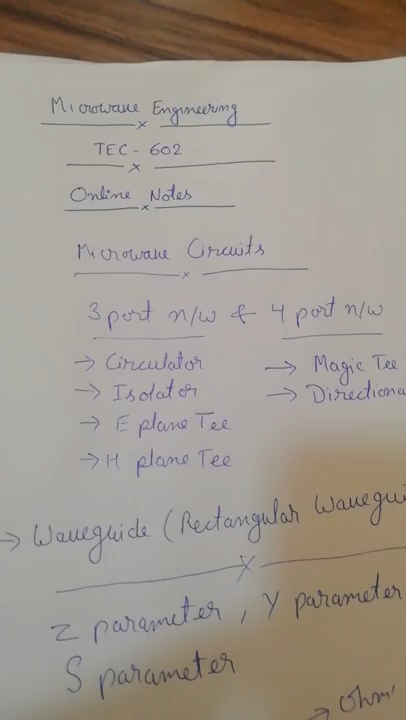 Microwave Engineering
TEC-602
Online Notes
Microwave Circuits
3 port n/w & 4 port n/w
→ Circulator → Magic Tee
→ Isolator → Directiona
→ E plane Tee
→ H plane Tee
→ Waveguide (Rectangular Wavegui
Z parameter, Y parameter
S parameter
→ Ohm'